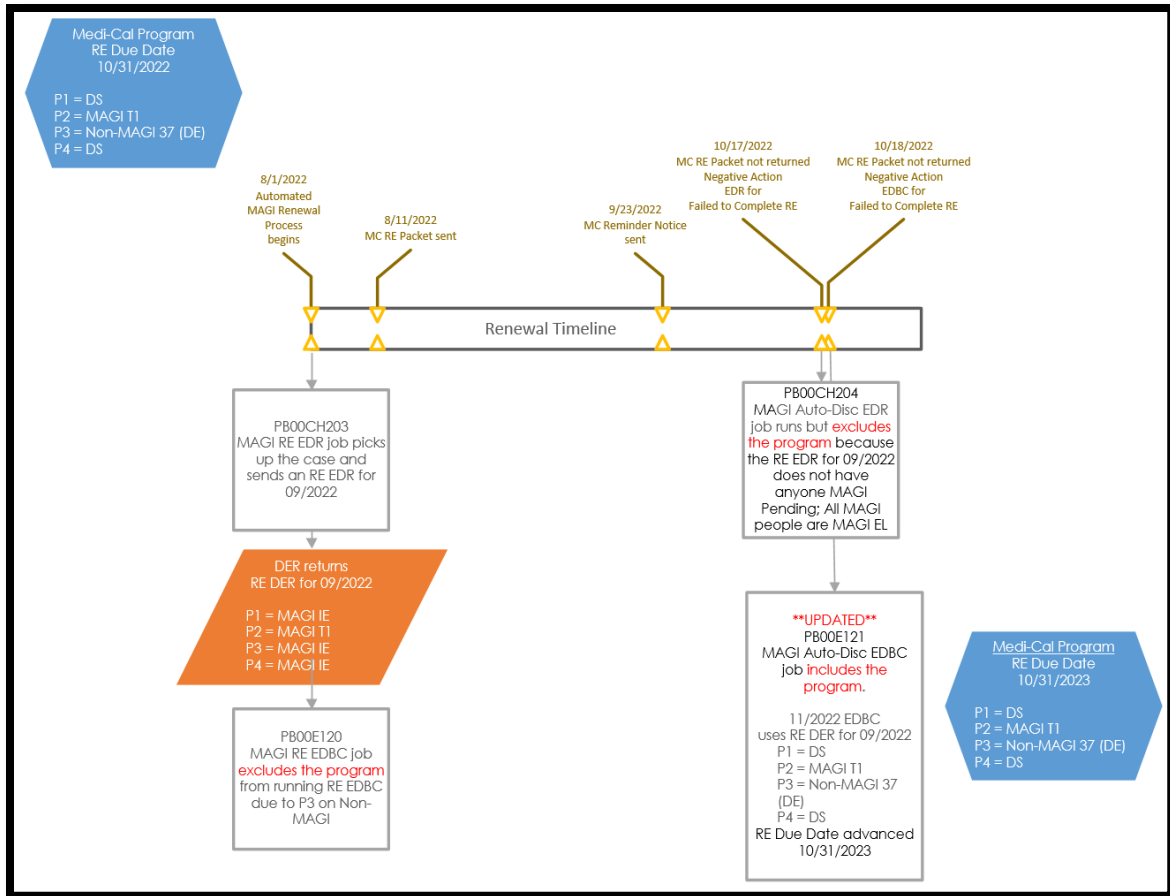 Medi-Cal Program
RE Due Date
10/31/2022
P1 = DS
P2 = MAGI T1
P3 = Non-MAGI 37 (DE)
P4 = DS
8/1/2022
Automated
MAGI Renewal
Process
begins
8/11/2022
MC RE Packet sent
9/23/2022
MC Reminder Notice
sent
10/17/2022
MC RE Packet not returned
Negative Action
EDR for
Failed to Complete RE
10/18/2022
MC RE Packet not returned
Negative Action
EDBC for
Failed to Complete RE
Renewal Timeline
PB00CH203
MAGI RE EDR job picks
up the case and
sends an RE EDR for
09/2022
DER returns
RE DER for 09/2022
P1 = MAGI IE
P2 = MAGI T1
P3 = MAGI IE
P4 = MAGI IE
PB00E120
MAGI RE EDBC job
excludes the program
from running RE EDBC
due to P3 on Non-
MAGI
PB00CH204
MAGI Auto-Disc EDR
job runs but excludes
the program because
the RE EDR for 09/2022
does not have
anyone MAGI
Pending; All MAGI
people are MAGI EL
**UPDATED**
PB00E121
MAGI Auto-Disc EDBC
job includes the
program.
11/2022 EDBC
uses RE DER for 09/2022
P1 = DS
P2 = MAGI T1
P3 = Non-MAGI 37
(DE)
P4 = DS
RE Due Date advanced
10/31/2023
Medi-Cal Program
RE Due Date
10/31/2023
P1 = DS
P2 = MAGI T1
P3 = Non-MAGI 37 (DE)
P4 = DS